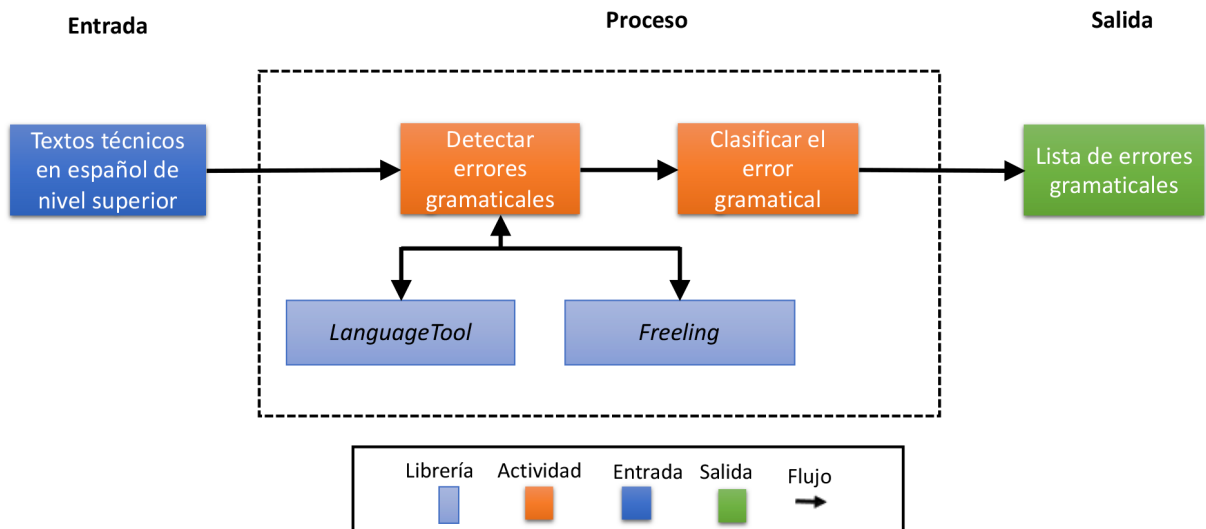 Entrada
Proceso
Salida
Textos técnicos
en español de
nivel superior
Detectar
errores
gramaticales
Clasificar el
error
gramatical
Lista de errores
gramaticales
LanguageTool
Freeling
Librería
Actividad
Entrada
Salida
Flujo